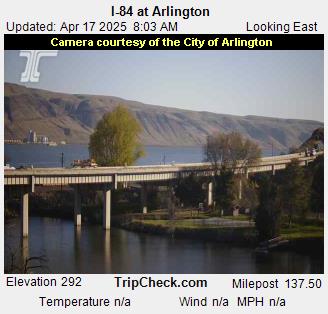 I-84 at Arlington
Updated: Apr 17 2025 8:03 AM Looking East
Camera courtesy of the City of Arlington
Elevation 292 TripCheck.com Milepost 137.50
Temperature n/a Wind n/a MPH n/a